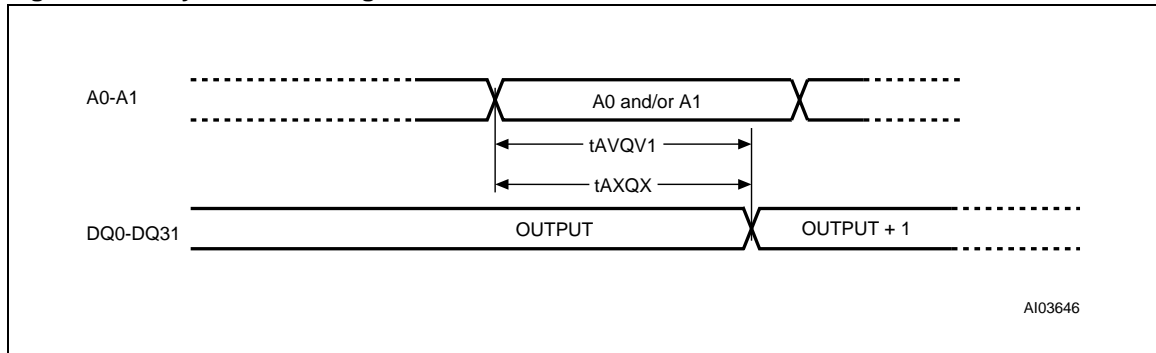 A0-A1
A0 and/or A1
tAVQV1
tAXQX
DQ0-DQ31
OUTPUT
OUTPUT + 1
AI03646